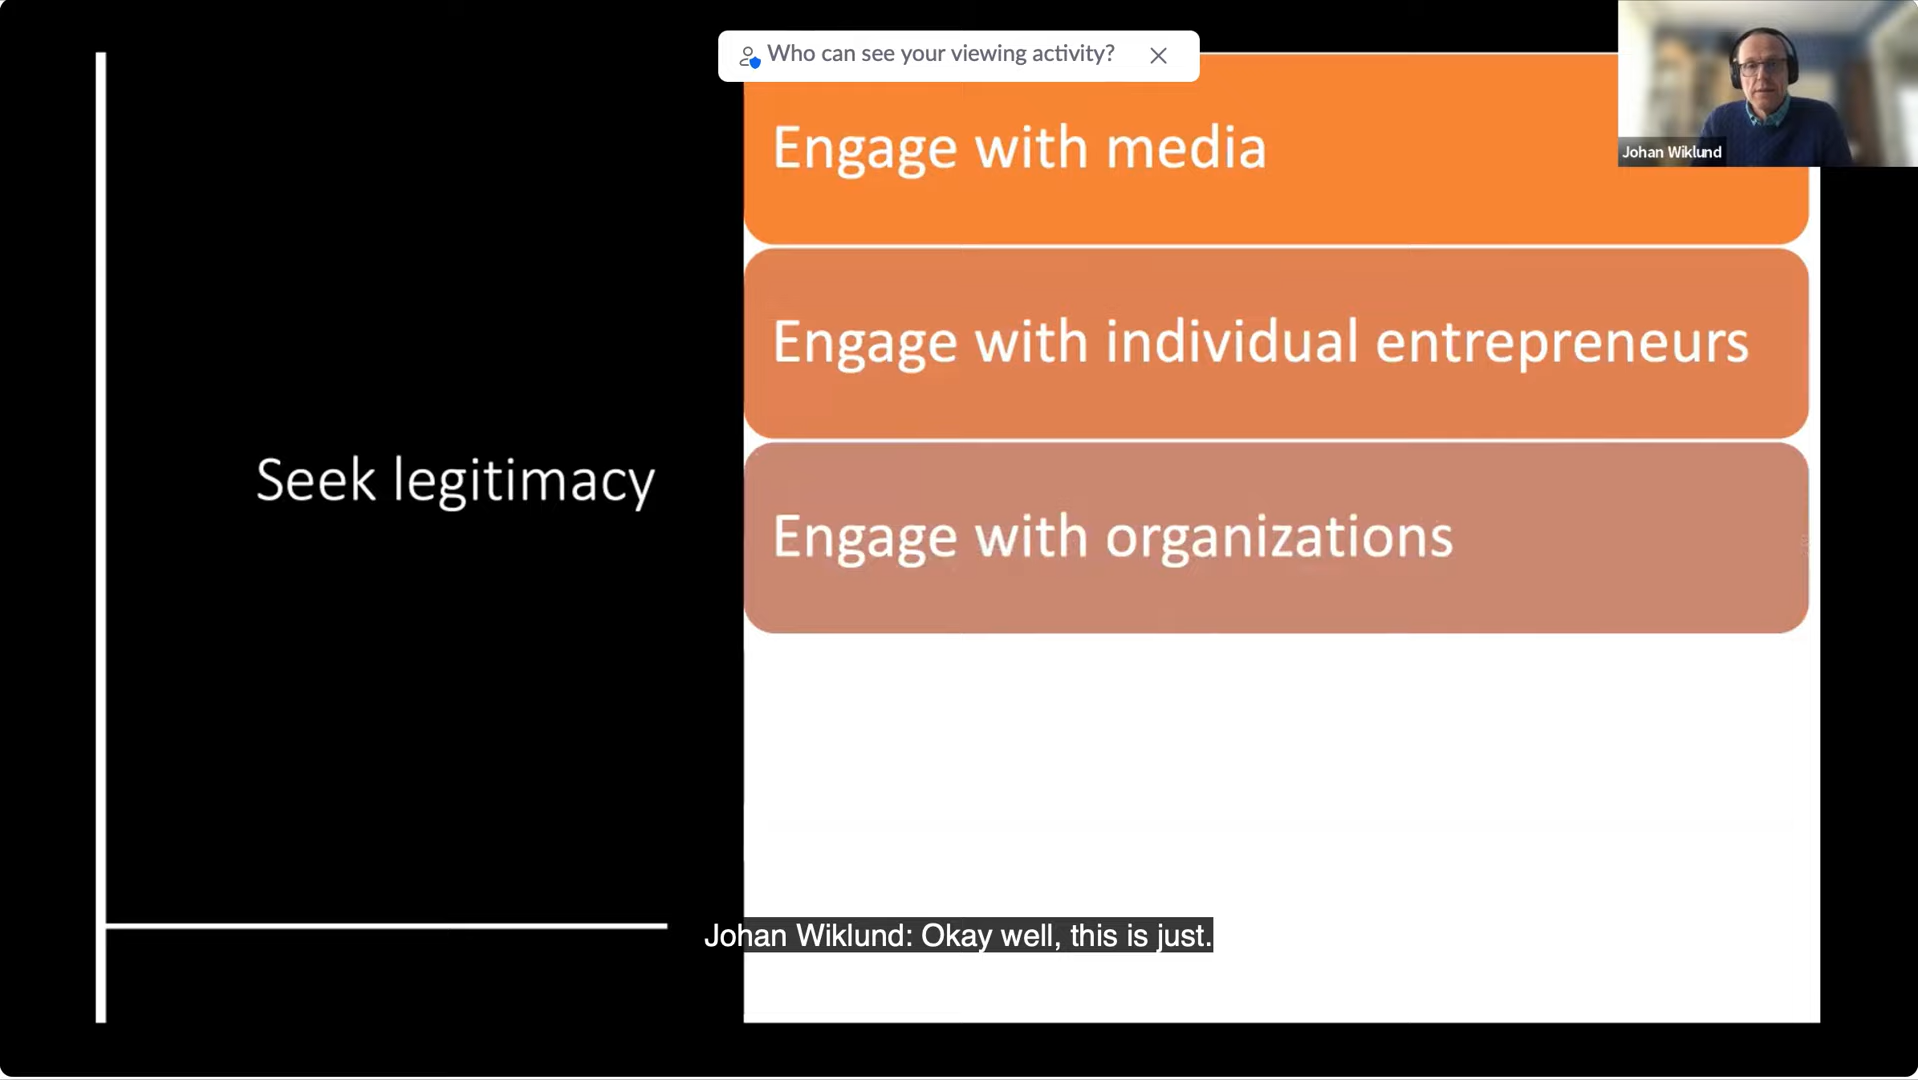 Who can see your viewing activity?
Johan Wiklund
Engage with media
Engage with individual entrepreneurs
Seek legitimacy
Engage with organizations
Johan Wiklund: Okay well, this is just.